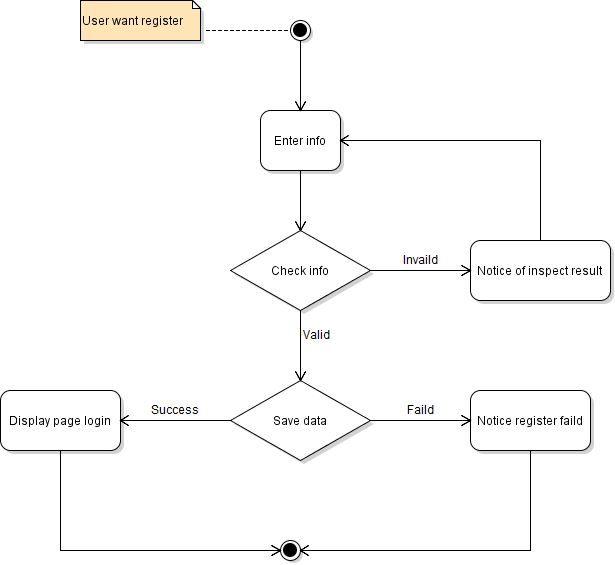 User want register
Enter info
Check info
Invaild
Notice of inspect result
Valid
Display page login
Success
Save data
Faild
Notice register faild